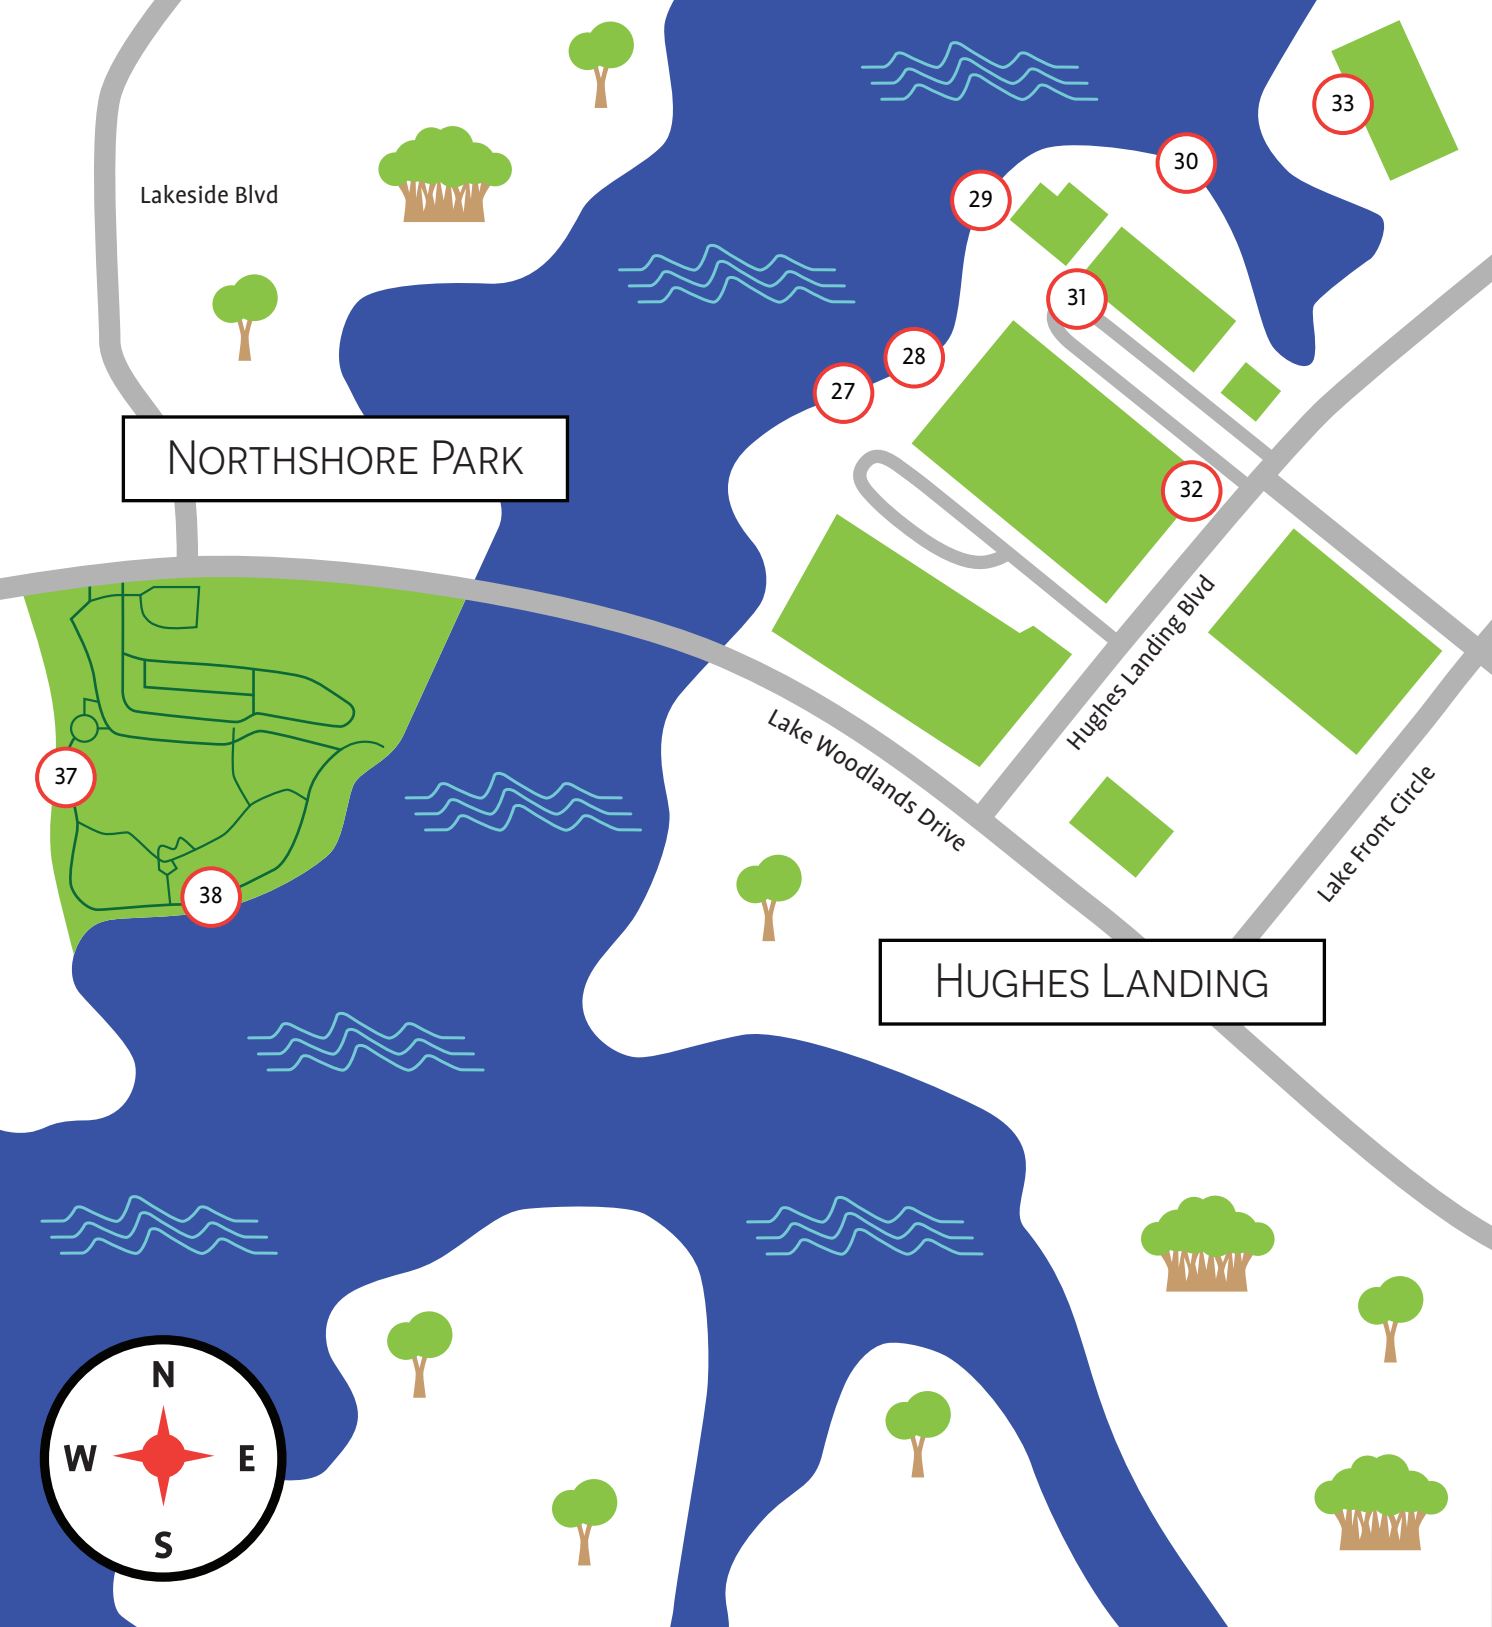 33
30
29
Lakeside Blvd
31
28
27
NORTHSHORE PARK
32
Hughes Landing Blvd
Lake Woodlands Drive
37
Lake Front Circle
38
HUGHES LANDING
N
W
E
S